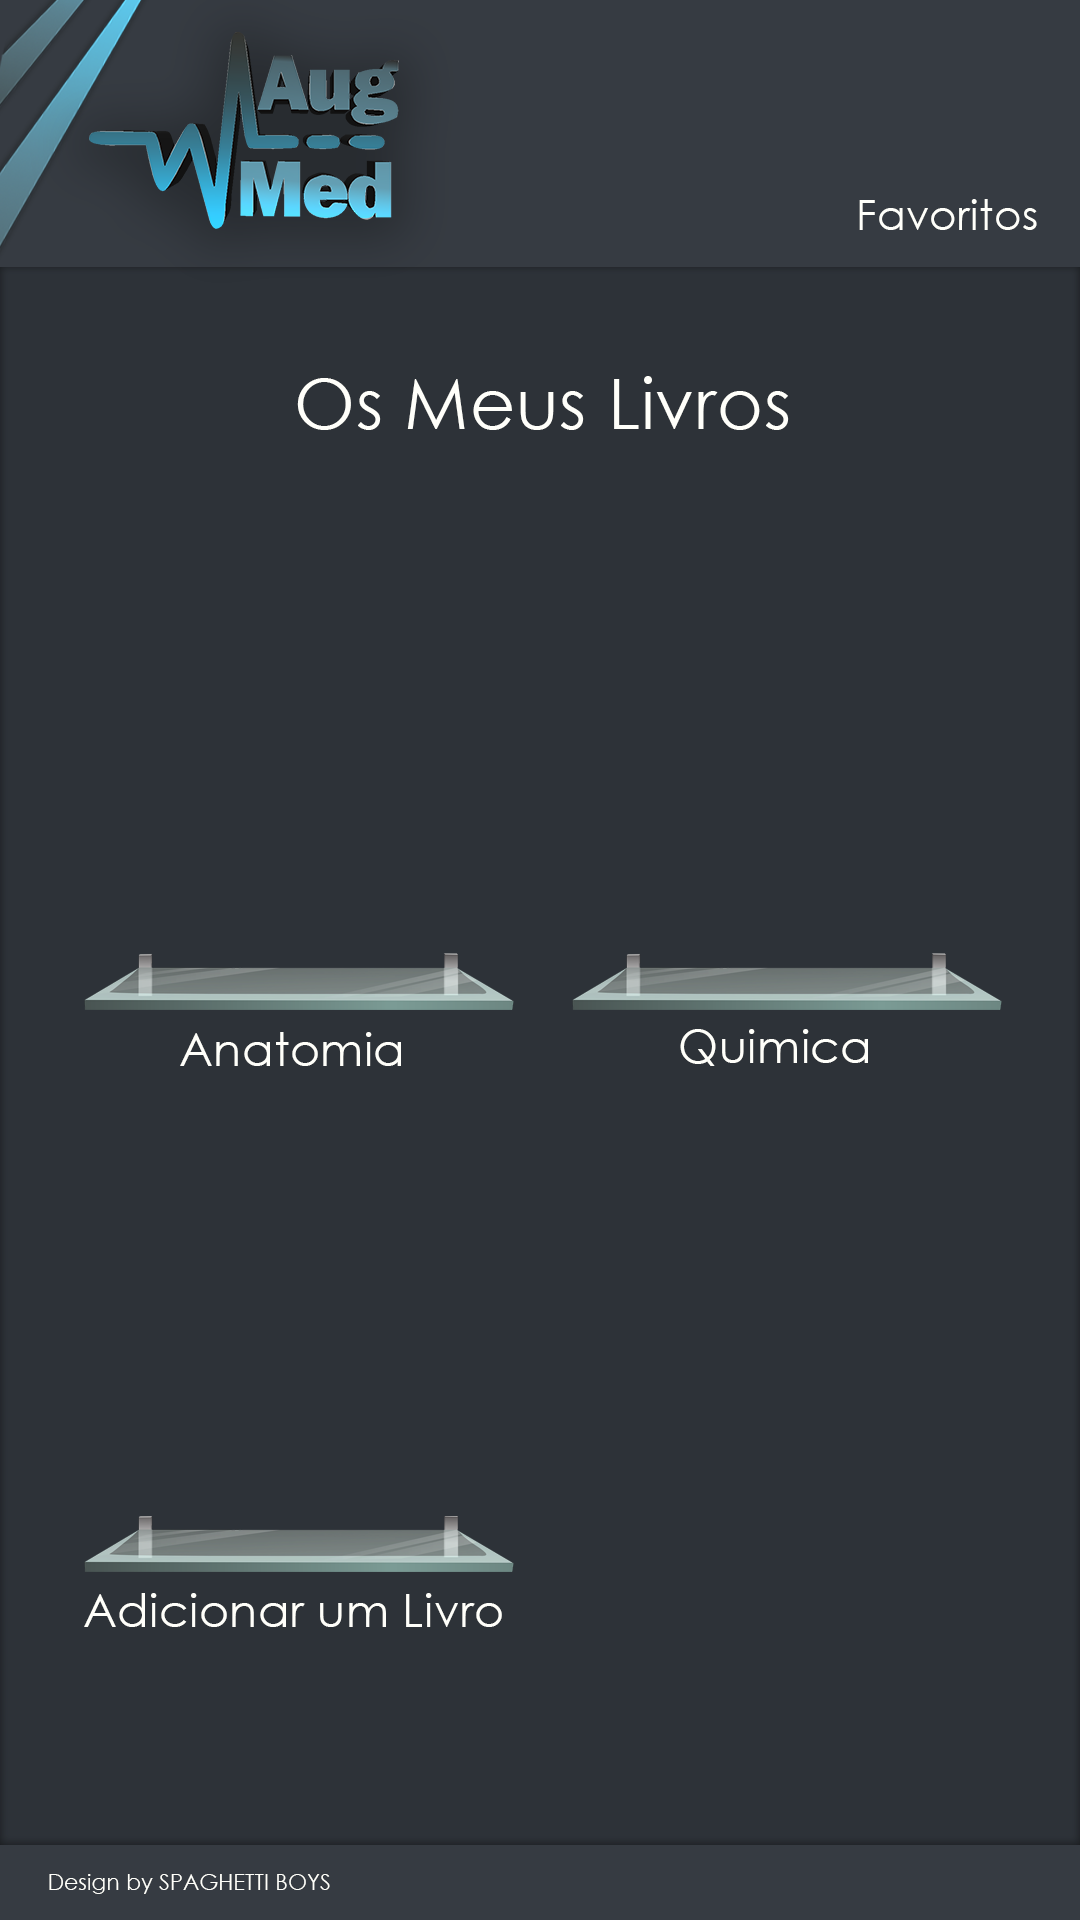 Aug
Med
Favoritos
Os Meus Livros
Anatomia
Quimica
Adicionar um Livro
Design by SPAGHETTI BOYS